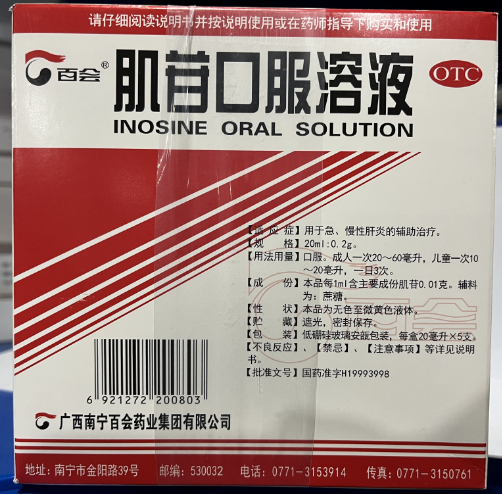 请仔细阅读说明书并按说明使用或在药师指导下购买和使用
百会®
肌苷口服溶液
OTC
INOSINE ORAL SOLUTION
【适应症】用于急、慢性肝炎的辅助治疗。
【规 格】20ml:0.2g。
【用法用量】口服。成人一次20~60毫升,儿童一次10
~20毫升,一日3次。
【成 份】本品每1ml含主要成份肌苷0.01克。辅料
为:蔗糖。
【性 状】本品为无色至微黄色液体。
【贮 藏】遮光,密封保存。
【包 装】低硼硅玻璃安瓿包装,每盒20毫升×5支。
【不良反应】、【禁忌】、【注意事项】等详见说明
书。
【批准文号】国药准字H19993998
6 921272 200803
广西南宁百会药业集团有限公司
地址:南宁市金阳路39号 邮编:530032 电话:0771-3153914 传真:0771-3150761